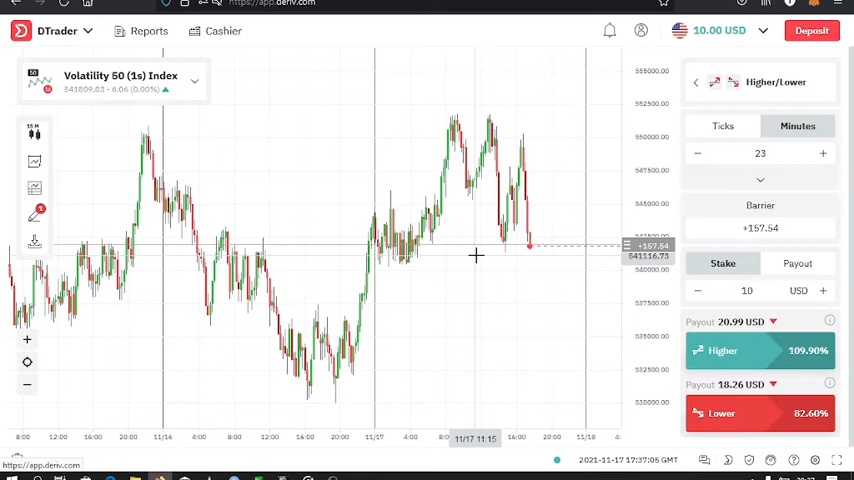 https://app.deriv.com
DTrader
Reports
Cashier
10.00 USD
Deposit
50
Volatility 50 (1s) Index
541809.03 - 6.06 (0.00%)
15 M
1
555000.00
552500.00
550000.00
547500.00
545000.00
+157.54
541116.73
540000.00
537500.00
535000.00
532500.00
530000.00
8:00
12:00
16:00
20:00
11/16
4:00
8:00
12:00
16:00
20:00
11/17
4:00
11/17 11:15
16:00
20:00
11/18
Higher/Lower
Ticks
Minutes
23
Barrier
+157.54
Stake
Payout
10
USD
Payout 20.99 USD
Higher
109.90%
Payout 18.26 USD
Lower
82.60%
https://app.deriv.com
2021-11-17 17:37:06 GMT